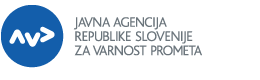 JAVNA AGENCIJA
REPUBLIKE SLOVENIJE
ZA VARNOST PROMETA